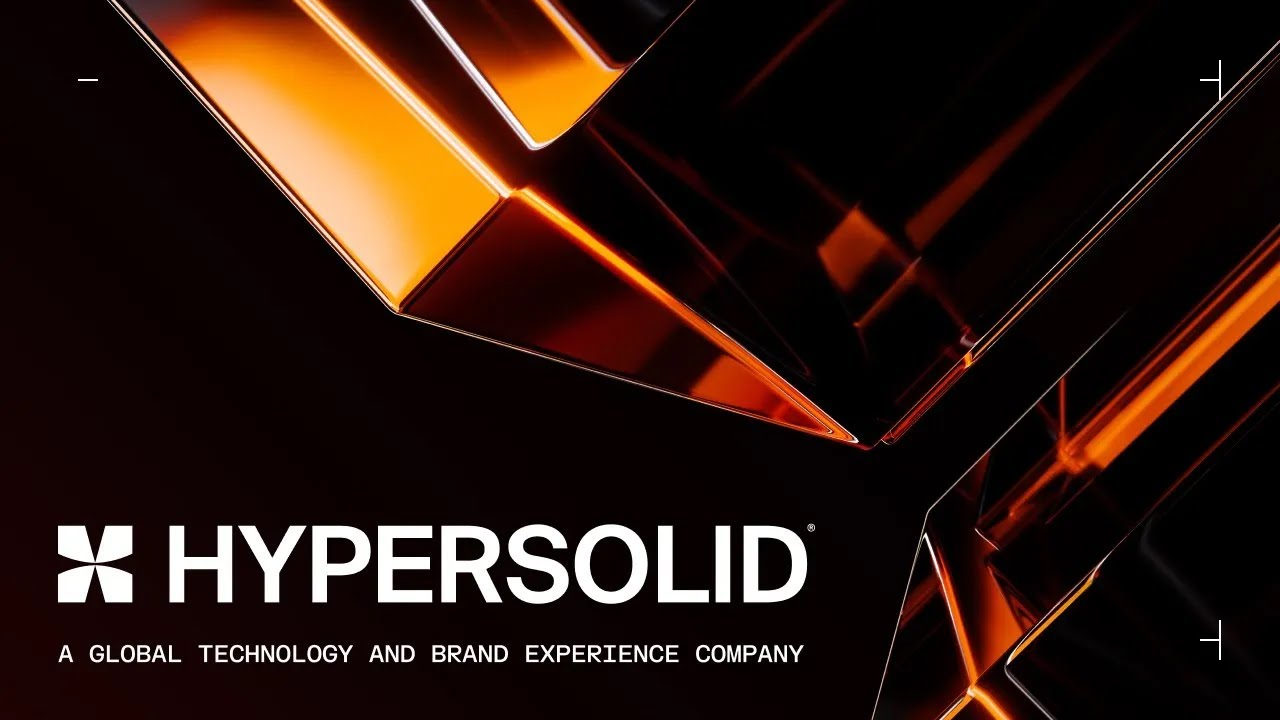 HYPERSOLID®
A GLOBAL TECHNOLOGY AND BRAND EXPERIENCE COMPANY